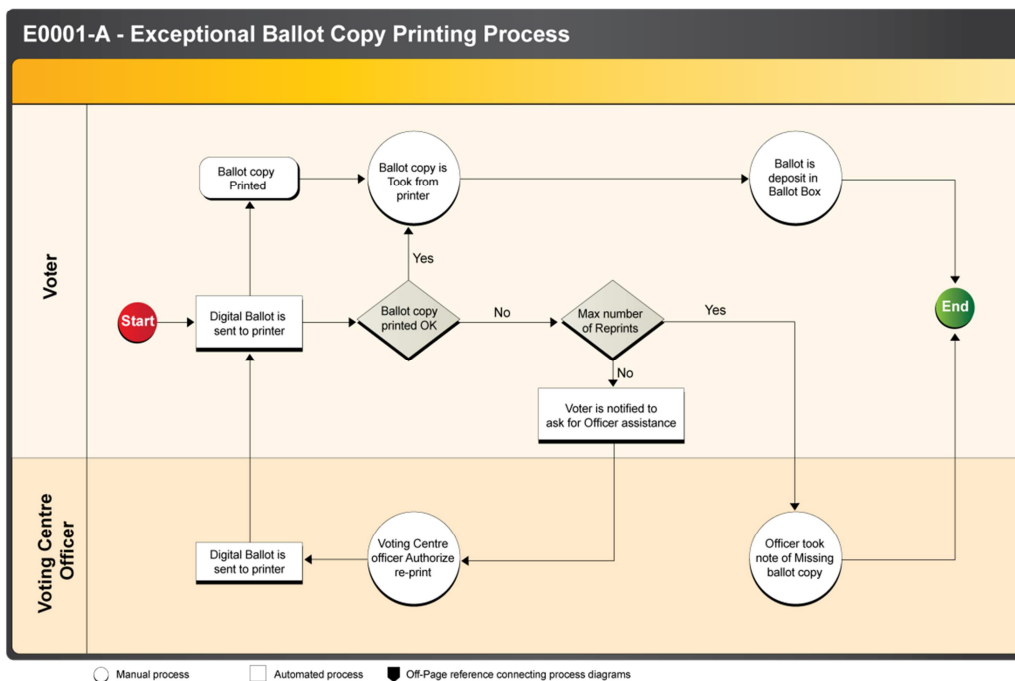 E0001-A - Exceptional Ballot Copy Printing Process
Voter
Ballot copy
Printed
Ballot copy is
Took from
printer
Ballot is
deposit in
Ballot Box
Yes
Start
Digital Ballot is
sent to printer
Ballot copy
printed OK
No
Max number
of Reprints
Yes
End
No
Voter is notified to
ask for Officer assistance
Voting Centre
Officer
Digital Ballot is
sent to printer
Voting Centre
officer Authorize
re-print
Officer took
note of Missing
ballot copy
Manual process
Automated process
Off-Page reference connecting process diagrams